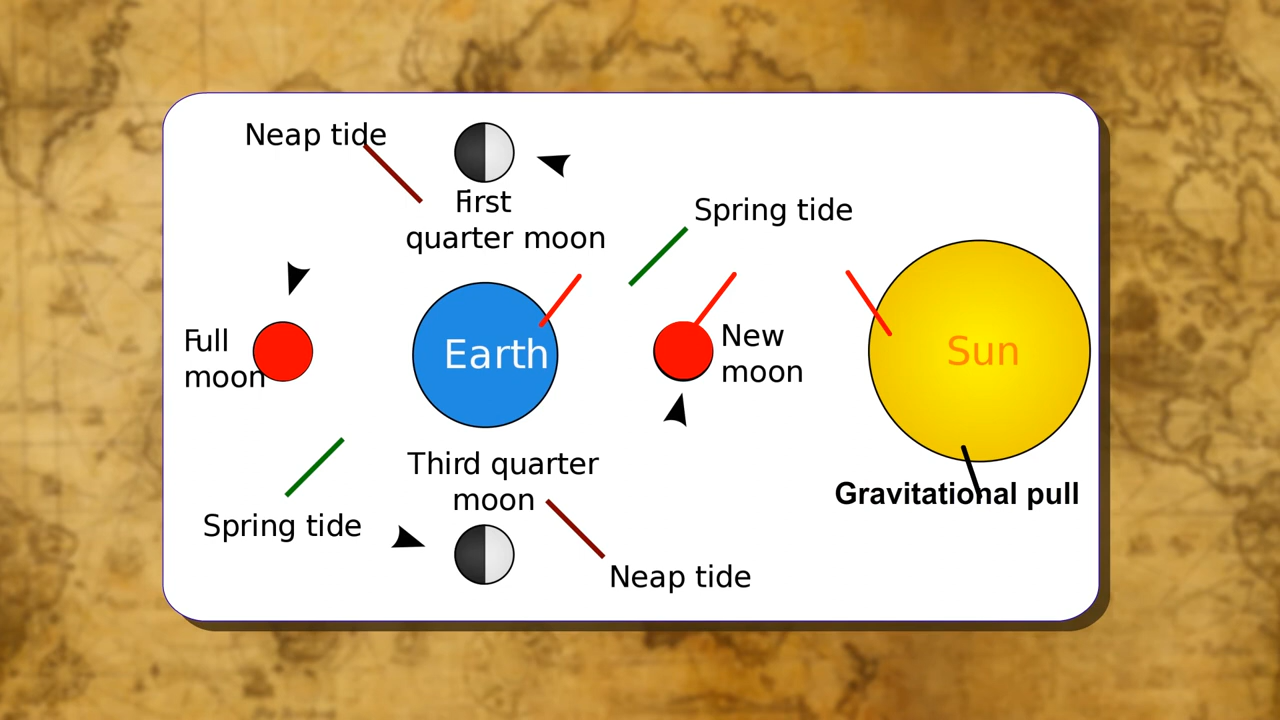 Neap tide
First
quarter moon
Spring tide
Full
moon
Earth
New
moon
Sun
Third quarter
moon
Gravitational pull
Spring tide
Neap tide